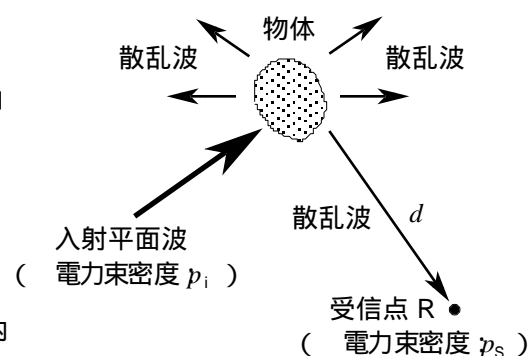 物体
散乱波 散乱波
散乱波 d
入射平面波
( 電力束密度 pi )
受信点 R
( 電力束密度 pS )
内